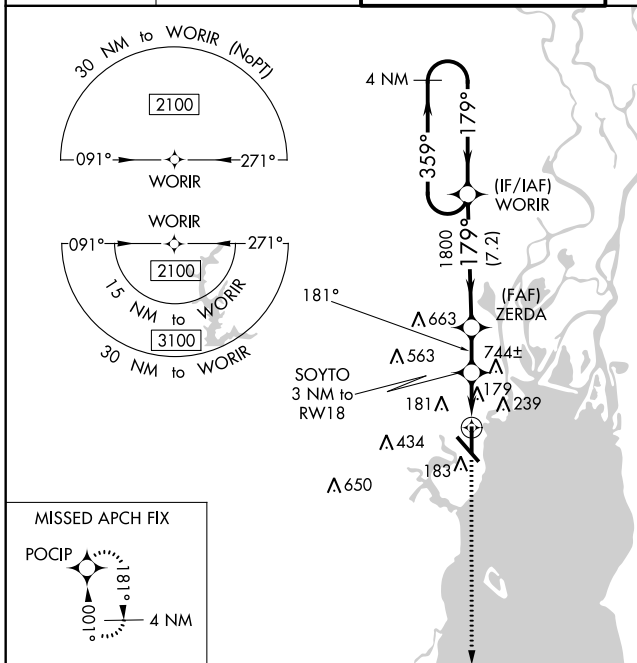 30 NM to WORIR (NoPT)
2100
091°
271°
WORIR
WORIR
091°
271°
2100
15 NM to WORIR
3100
30 NM to WORIR
4 NM
359°
179°
(IF/IAF)
WORIR
1800
179°
(7.2)
181°
(FAF)
ZERDA
663
563
744±
SOYTO
3 NM to
RW18
179
181
239
434
183
650
MISSED APCH FIX
POCIP
181°
001°
4 NM